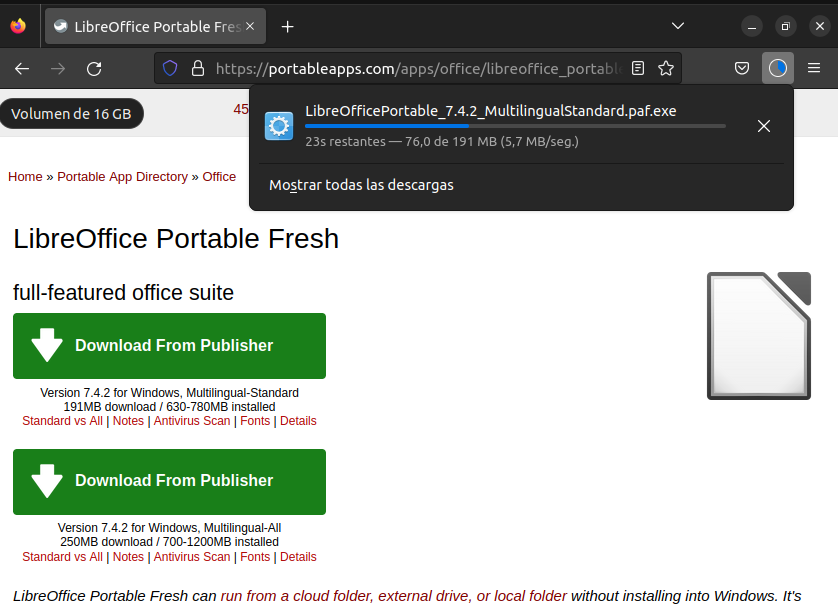 LibreOffice Portable Fres
https://portableapps.com/apps/office/libreoffice_portabl
Volumen de 16 GB
45
LibreOfficePortable_7.4.2_MultilingualStandard.paf.exe
23s restantes — 76,0 de 191 MB (5,7 MB/seg.)
Mostrar todas las descargas
Home » Portable App Directory » Office
LibreOffice Portable Fresh
full-featured office suite
Download From Publisher
Version 7.4.2 for Windows, Multilingual-Standard
191MB download / 630-780MB installed
Standard vs All | Notes | Antivirus Scan | Fonts | Details
Download From Publisher
Version 7.4.2 for Windows, Multilingual-All
250MB download / 700-1200MB installed
Standard vs All | Notes | Antivirus Scan | Fonts | Details
LibreOffice Portable Fresh can run from a cloud folder, external drive, or local folder without installing into Windows. It's